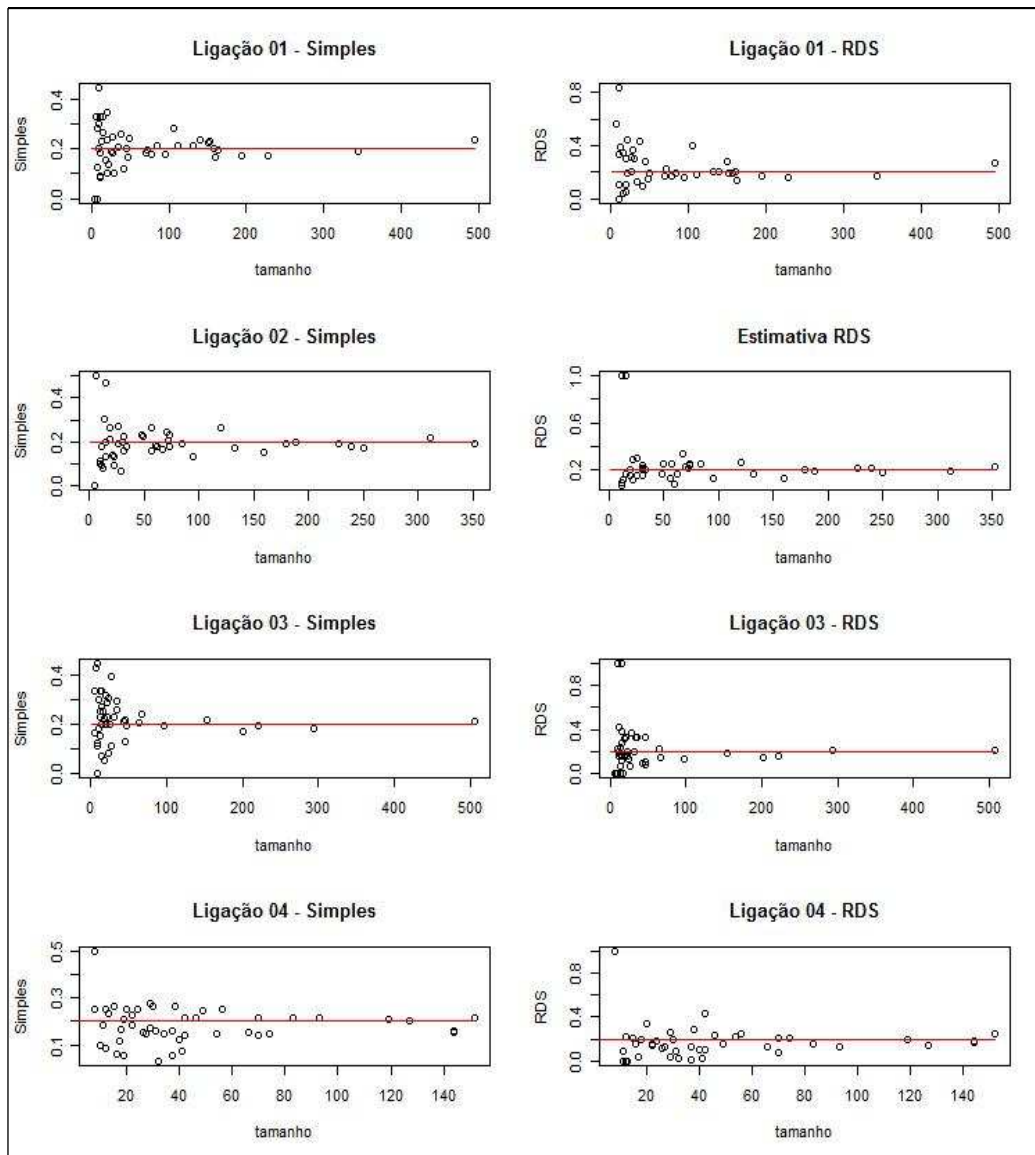 Ligação 01 - Simples
Simples
0.0 0.2 0.4
0 100 200 300 400 500
tamanho
Ligação 01 - RDS
RDS
0.0 0.4 0.8
0 100 200 300 400 500
tamanho
Ligação 02 - Simples
Simples
0.0 0.2 0.4
0 50 100 150 200 250 300 350
tamanho
Estimativa RDS
RDS
0.2 0.6 1.0
0 50 100 150 200 250 300 350
tamanho
Ligação 03 - Simples
Simples
0.0 0.2 0.4
0 100 200 300 400 500
tamanho
Ligação 03 - RDS
RDS
0.0 0.4 0.8
0 100 200 300 400 500
tamanho
Ligação 04 - Simples
Simples
0.1 0.3 0.5
20 40 60 80 100 120 140
tamanho
Ligação 04 - RDS
RDS
0.0 0.4 0.8
20 40 60 80 100 120 140
tamanho